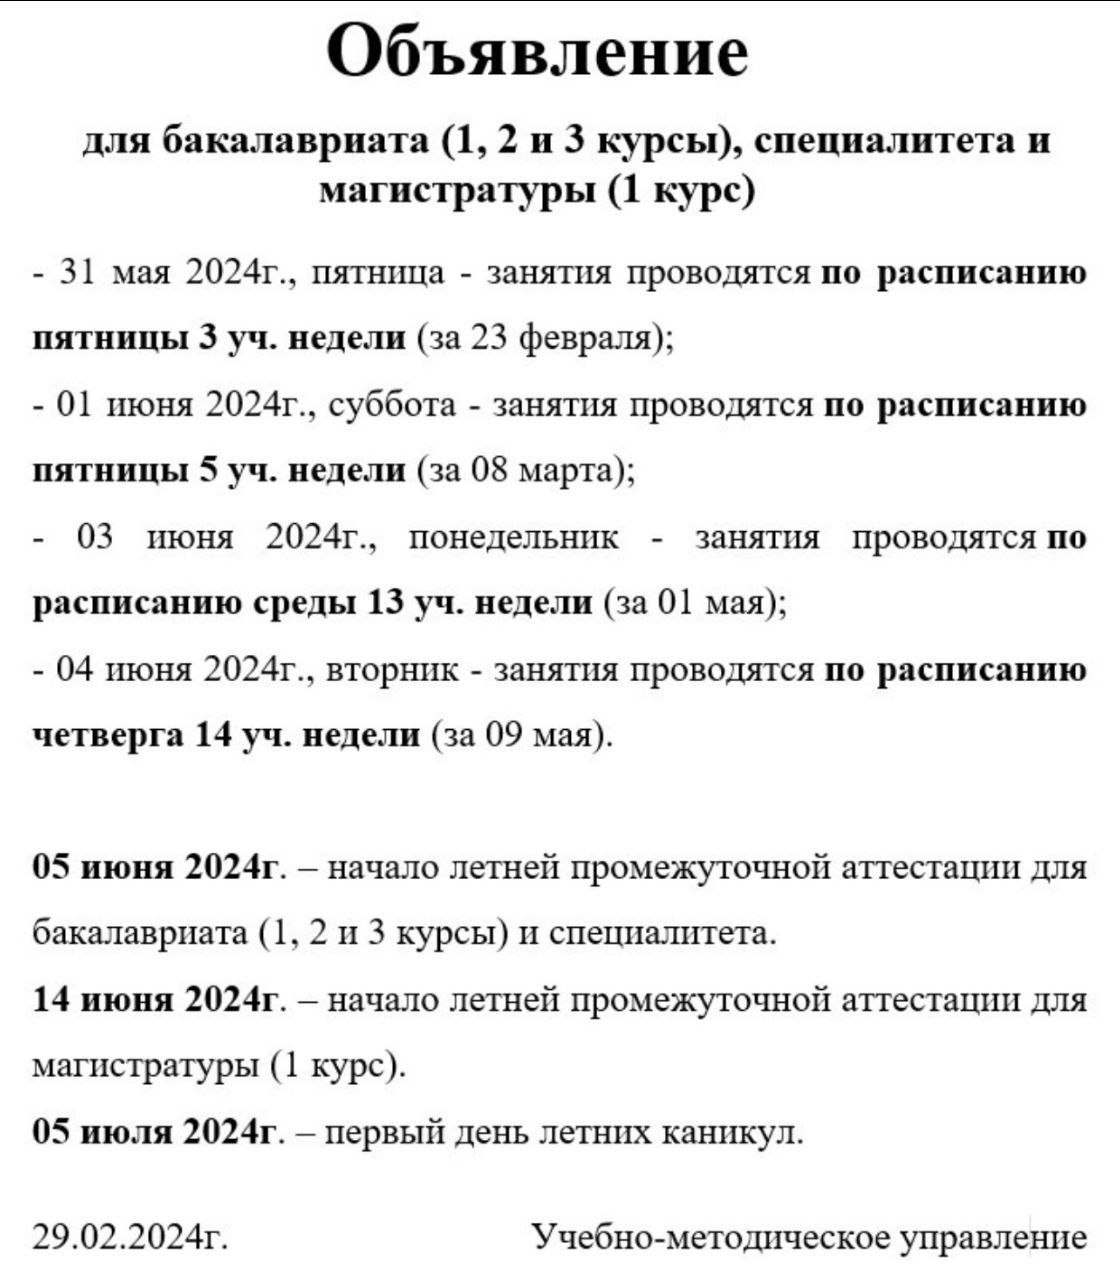 Объявление
для бакалавриата (1, 2 и 3 курсы), специалитета и
магистратуры (1 курс)
- 31 мая 2024г., пятница - занятия проводятся по расписанию
пятницы 3 уч. недели (за 23 февраля);
- 01 июня 2024г., суббота - занятия проводятся по расписанию
пятницы 5 уч. недели (за 08 марта);
- 03 июня 2024г., понедельник - занятия проводятся по
расписанию среды 13 уч. недели (за 01 мая);
- 04 июня 2024г., вторник - занятия проводятся по расписанию
четверга 14 уч. недели (за 09 мая).
05 июня 2024г. – начало летней промежуточной аттестации для
бакалавриата (1, 2 и 3 курсы) и специалитета.
14 июня 2024г. – начало летней промежуточной аттестации для
магистратуры (1 курс).
05 июля 2024г. – первый день летних каникул.
29.02.2024г. Учебно-методическое управление